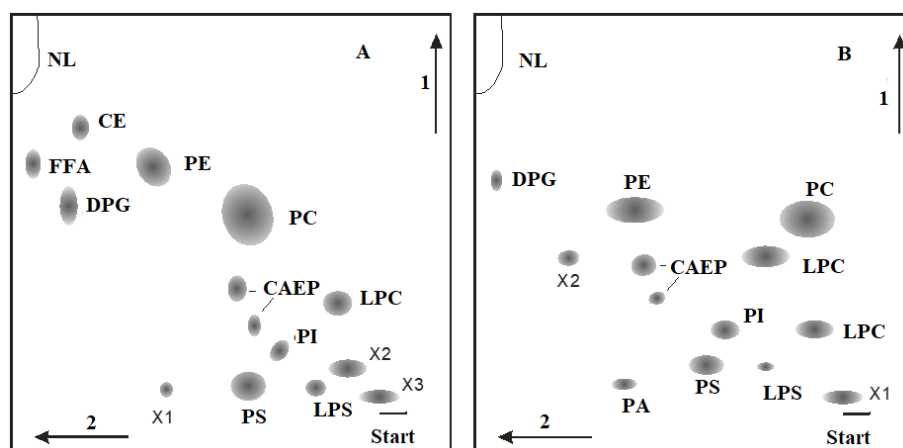 A
1
NL
CE
FFA
PE
DPG
PC
CAEP
LPC
PI
X2
X3
X1
PS
LPS
2
Start
B
1
NL
DPG
PE
PC
X2
CAEP
LPC
PI
LPC
PS
LPS
PA
X1
2
Start